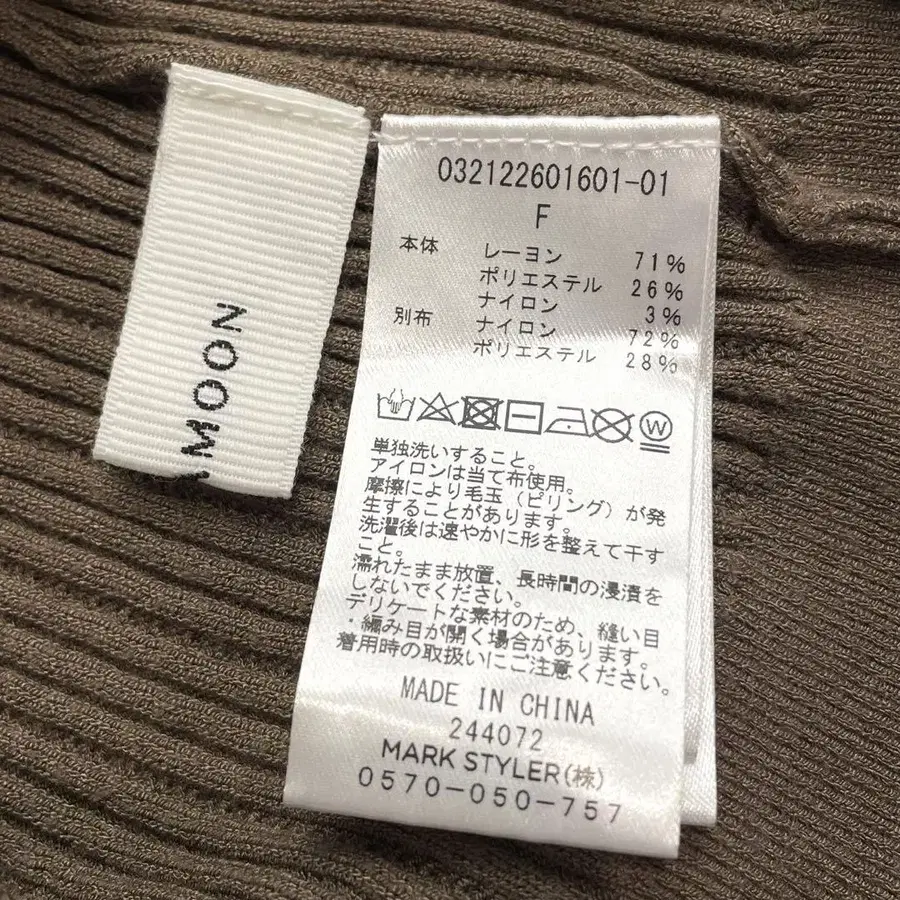 MOON
032122601601-01
F
本体 レーヨン 71%
ポリエステル 26%
ナイロン 3%
別布 ナイロン 72%
ポリエステル 28%
W
単独洗いすること。
アイロンは当て布使用。
摩擦により毛玉（ピリング）が発
生することがあります。
洗濯後は速やかに形を整えて干す
こと。
濡れたまま放置、長時間の浸漬を
しないでください。
デリケートな素材のため、縫い目
・編み目が開く場合があります。
着用時の取扱いにご注意ください。
MADE IN CHINA
244072
MARK STYLER(株)
0570-050-757